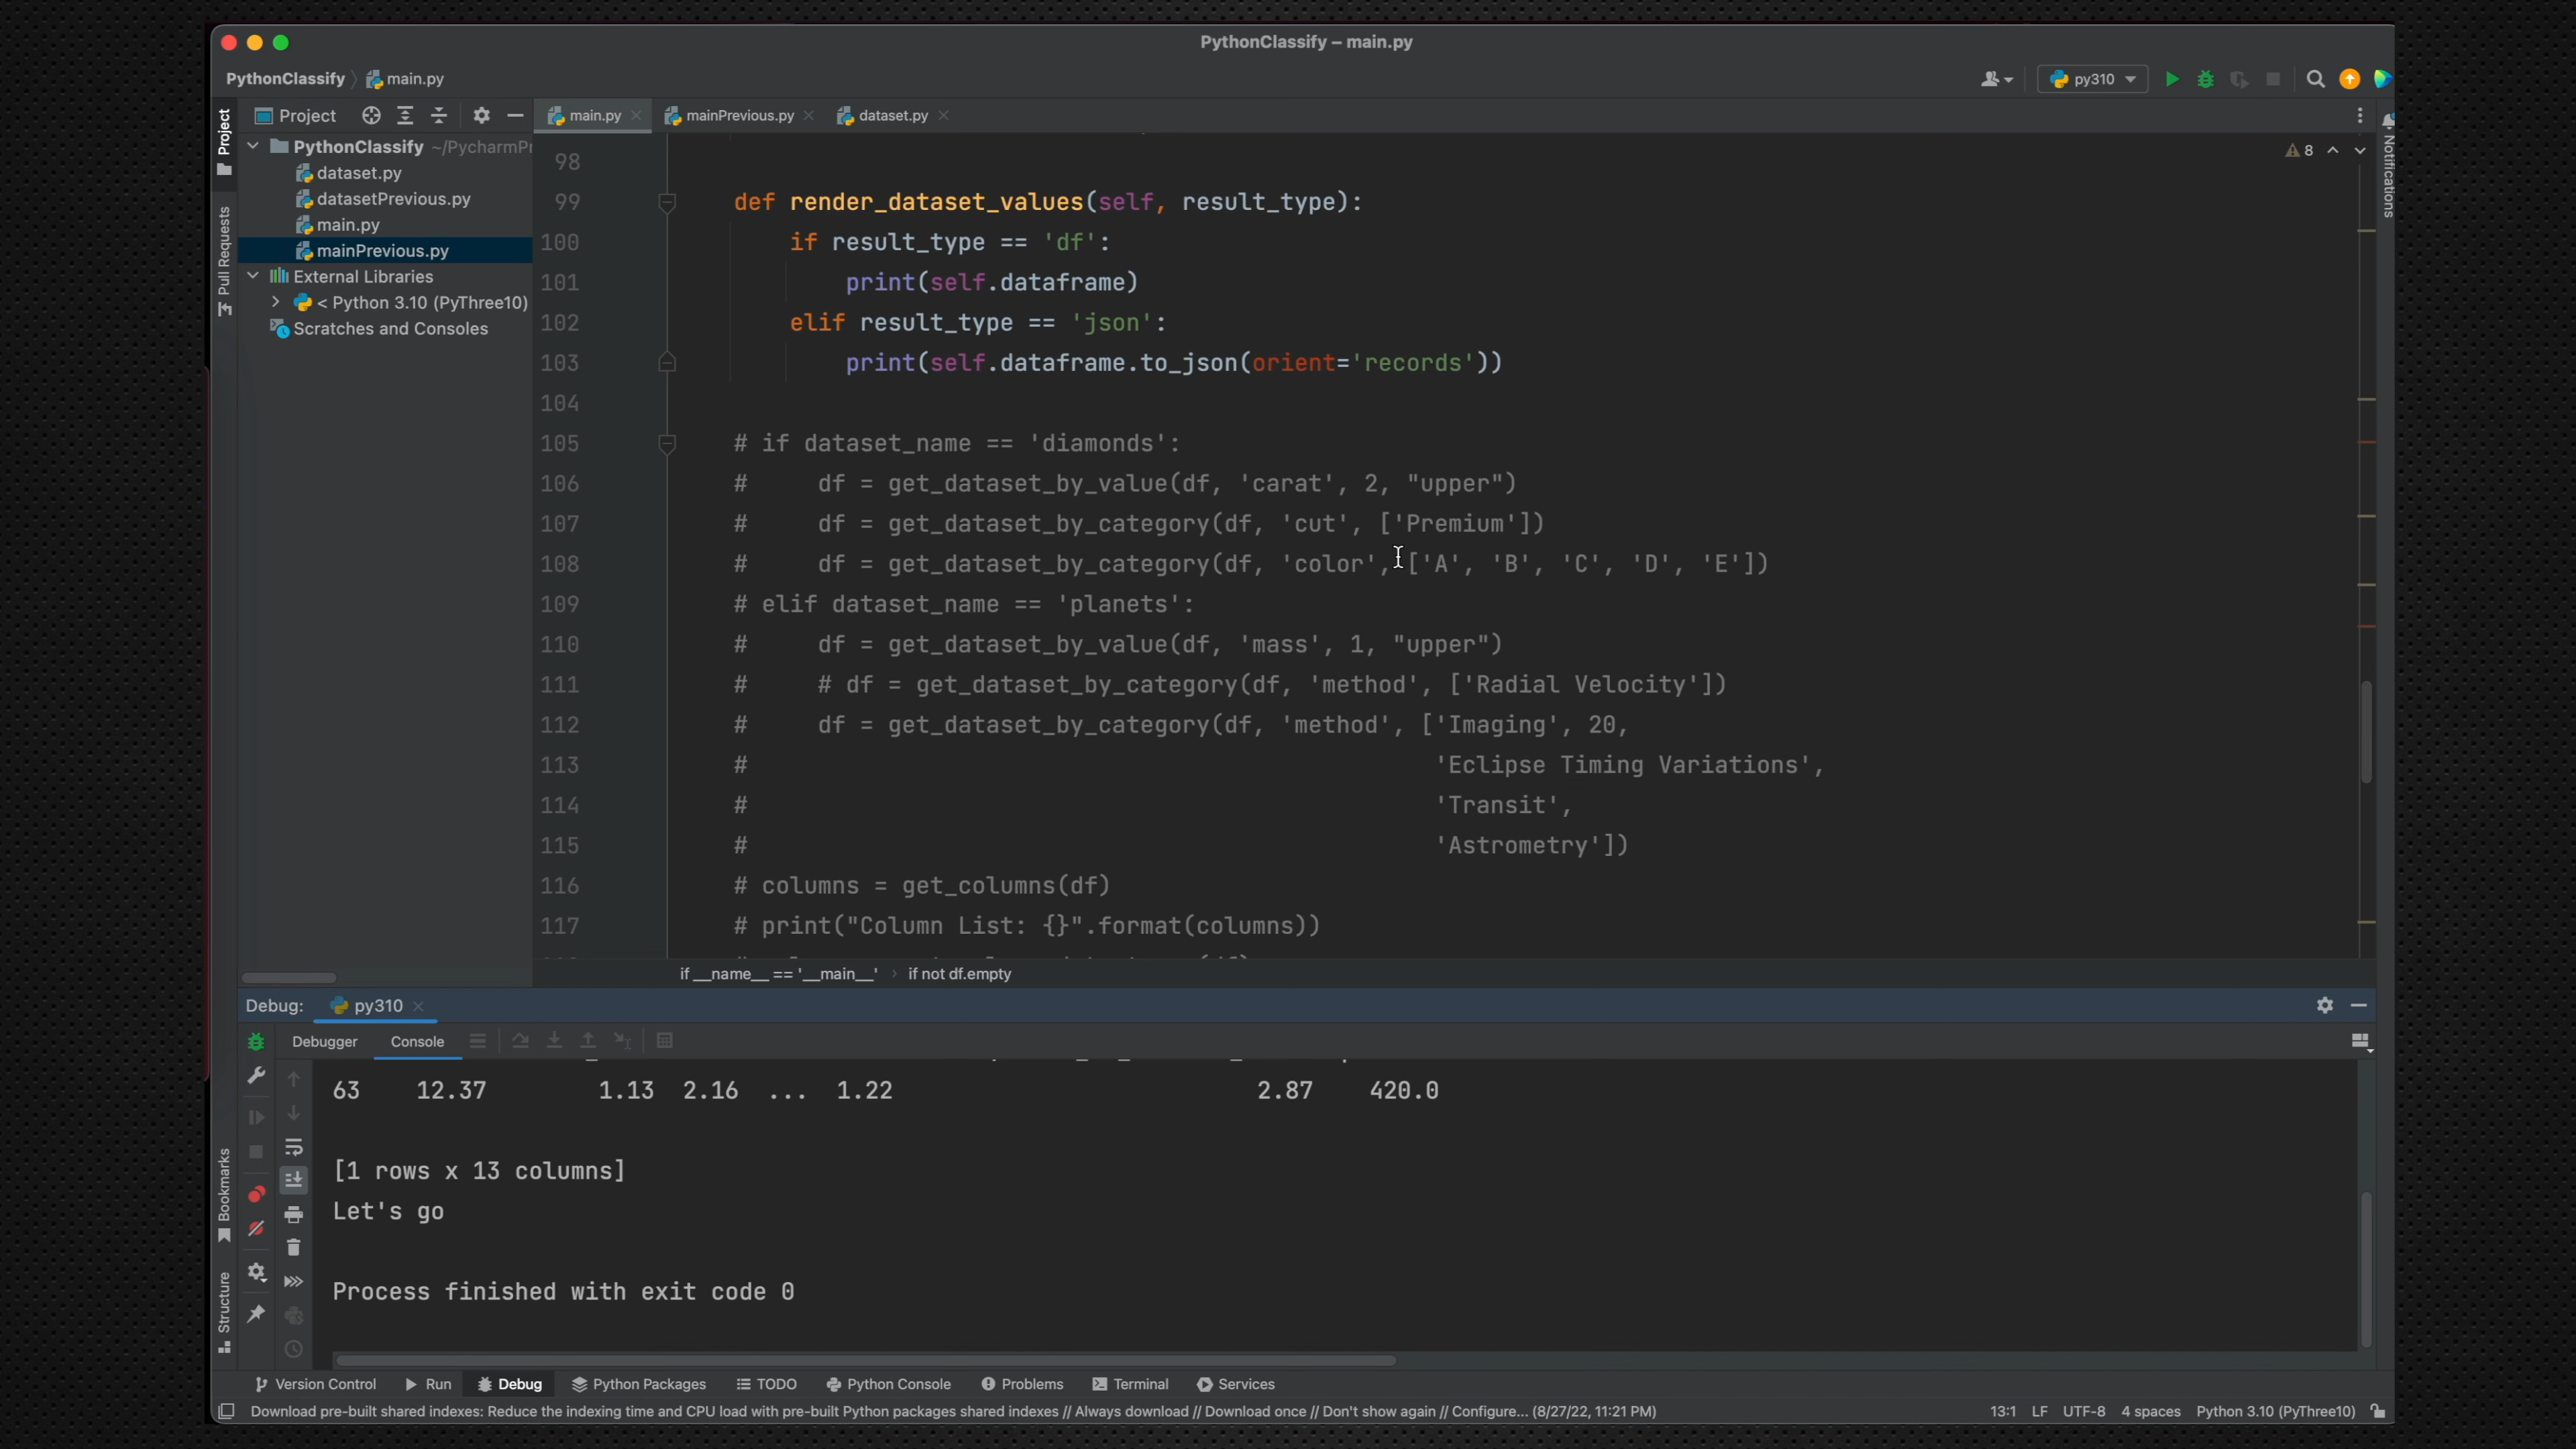 PythonClassify – main.py
PythonClassify main.py
py310
Project
main.py
mainPrevious.py
dataset.py
Project
Pull Requests
Bookmarks
Structure
Notifications
PythonClassify ~/PycharmPr
dataset.py
datasetPrevious.py
main.py
mainPrevious.py
External Libraries
< Python 3.10 (PyThree10)
Scratches and Consoles
8
98
99 def render_dataset_values(self, result_type):
100 if result_type == 'df':
101 print(self.dataframe)
102 elif result_type == 'json':
103 print(self.dataframe.to_json(orient='records'))
104
105 # if dataset_name == 'diamonds':
106 # df = get_dataset_by_value(df, 'carat', 2, "upper")
107 # df = get_dataset_by_category(df, 'cut', ['Premium'])
108 # df = get_dataset_by_category(df, 'color', ['A', 'B', 'C', 'D', 'E'])
109 # elif dataset_name == 'planets':
110 # df = get_dataset_by_value(df, 'mass', 1, "upper")
111 # # df = get_dataset_by_category(df, 'method', ['Radial Velocity'])
112 # df = get_dataset_by_category(df, 'method', ['Imaging', 20,
113 # 'Eclipse Timing Variations',
114 # 'Transit',
115 # 'Astrometry'])
116 # columns = get_columns(df)
117 # print("Column List: {}".format(columns))
if __name__ == '__main__' › if not df.empty
Debug: py310
Debugger Console
63 12.37 1.13 2.16 ... 1.22 2.87 420.0
[1 rows x 13 columns]
Let's go
Process finished with exit code 0
Version Control Run Debug Python Packages TODO Python Console Problems Terminal Services
Download pre-built shared indexes: Reduce the indexing time and CPU load with pre-built Python packages shared indexes // Always download // Download once // Don't show again // Configure... (8/27/22, 11:21 PM) 13:1 LF UTF-8 4 spaces Python 3.10 (PyThree10)